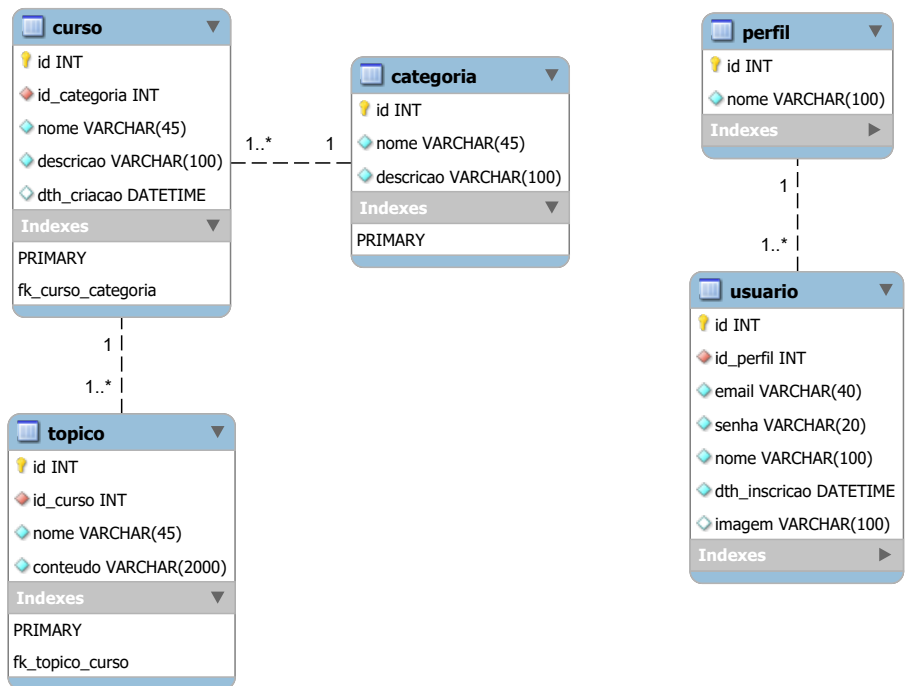 curso
id INT
id_categoria INT
nome VARCHAR(45)
descricao VARCHAR(100)
dth_criacao DATETIME
Indexes
PRIMARY
fk_curso_categoria
1..*
1
categoria
id INT
nome VARCHAR(45)
descricao VARCHAR(100)
Indexes
PRIMARY
1
1..*
topico
id INT
id_curso INT
nome VARCHAR(45)
conteudo VARCHAR(2000)
Indexes
PRIMARY
fk_topico_curso
perfil
id INT
nome VARCHAR(100)
Indexes
1
1..*
usuario
id INT
id_perfil INT
email VARCHAR(40)
senha VARCHAR(20)
nome VARCHAR(100)
dth_inscricao DATETIME
imagem VARCHAR(100)
Indexes